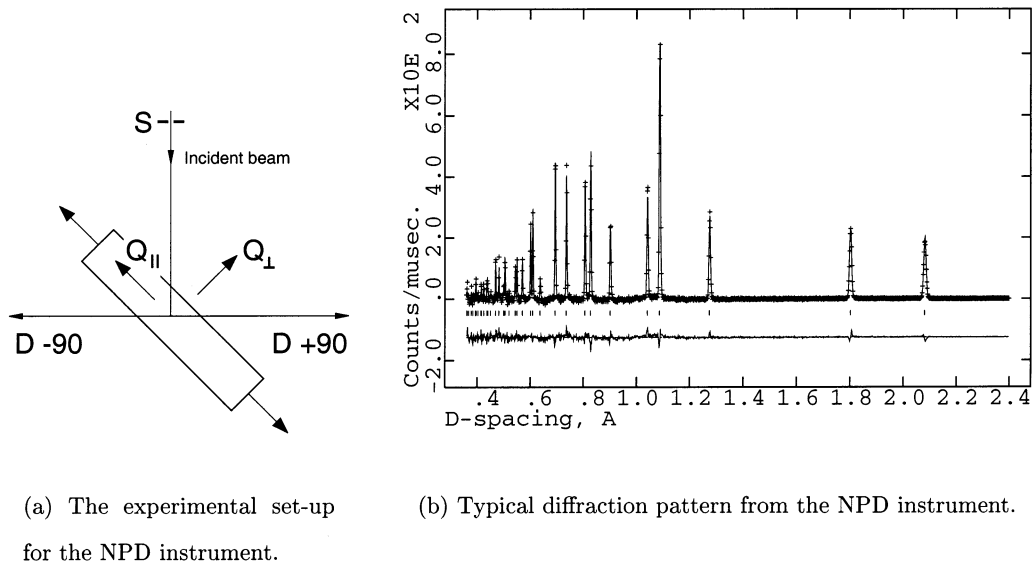 S
Incident beam
Q||
Q⊥
D -90
D +90
X10E 2
Counts/musec.
8.0
6.0
4.0
2.0
.0
-2.0
.4 .6 .8 1.0 1.2 1.4 1.6 1.8 2.0 2.2 2.4
D-spacing, A
(a) The experimental set-up
for the NPD instrument.
(b) Typical diffraction pattern from the NPD instrument.